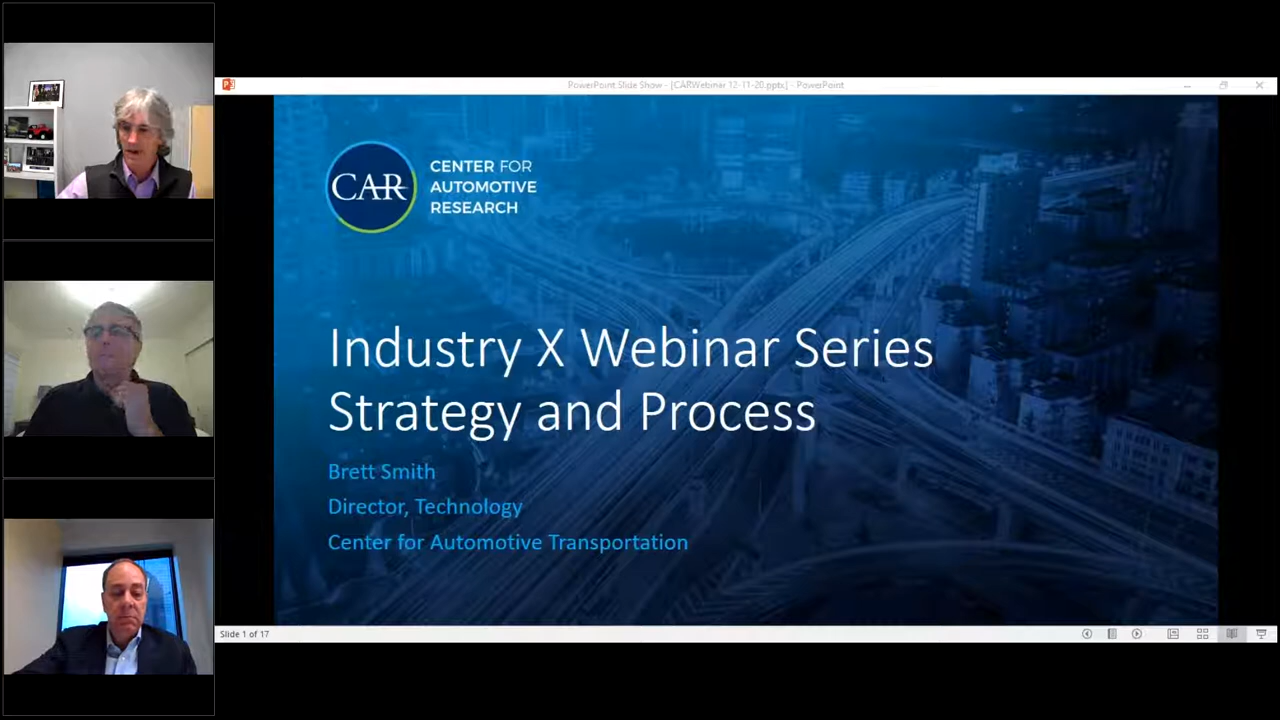 PowerPoint Slide Show - [CARWebinar 12-11-20.pptx] - PowerPoint
CAR
CENTER FOR
AUTOMOTIVE
RESEARCH
Industry X Webinar Series
Strategy and Process
Brett Smith
Director, Technology
Center for Automotive Transportation
Slide 1 of 17